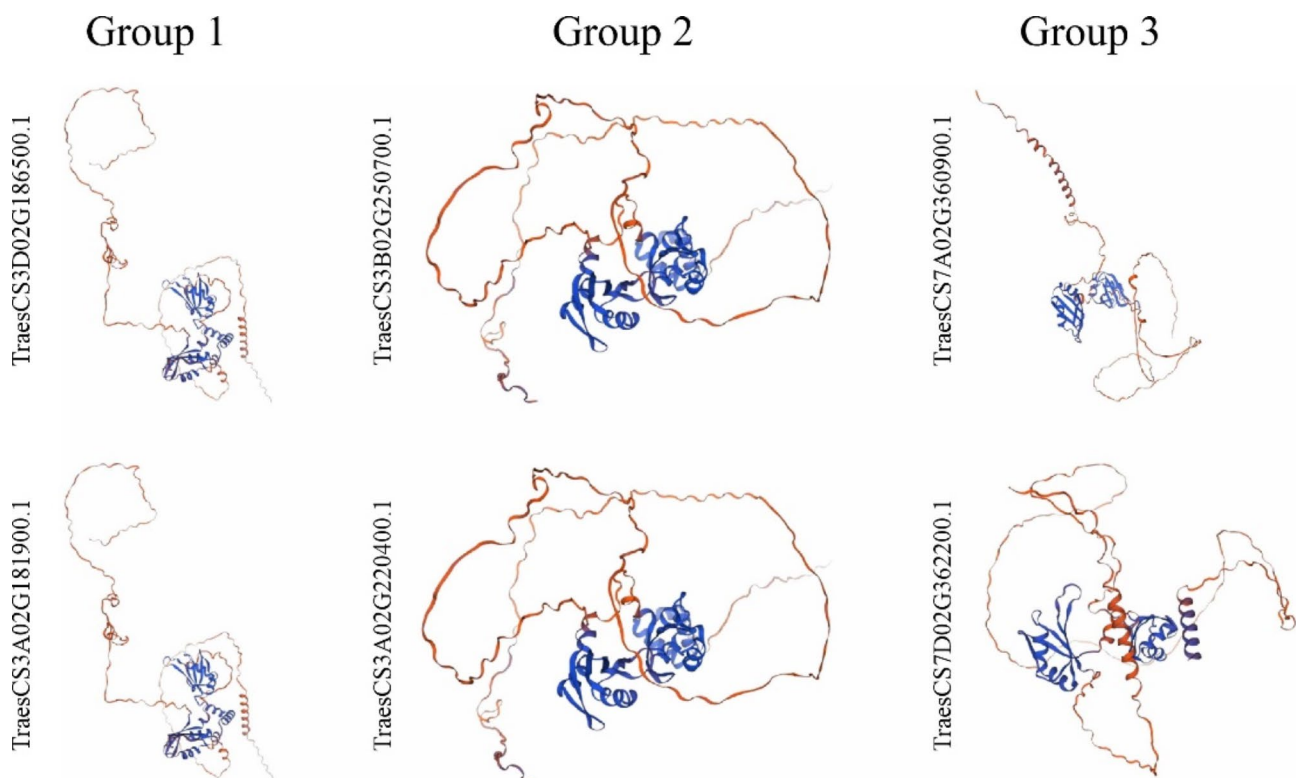 Group 1
Group 2
Group 3
TraesCS3D02G186500.1
TraesCS3B02G250700.1
TraesCS7A02G360900.1
TraesCS3A02G181900.1
TraesCS3A02G220400.1
TraesCS7D02G362200.1